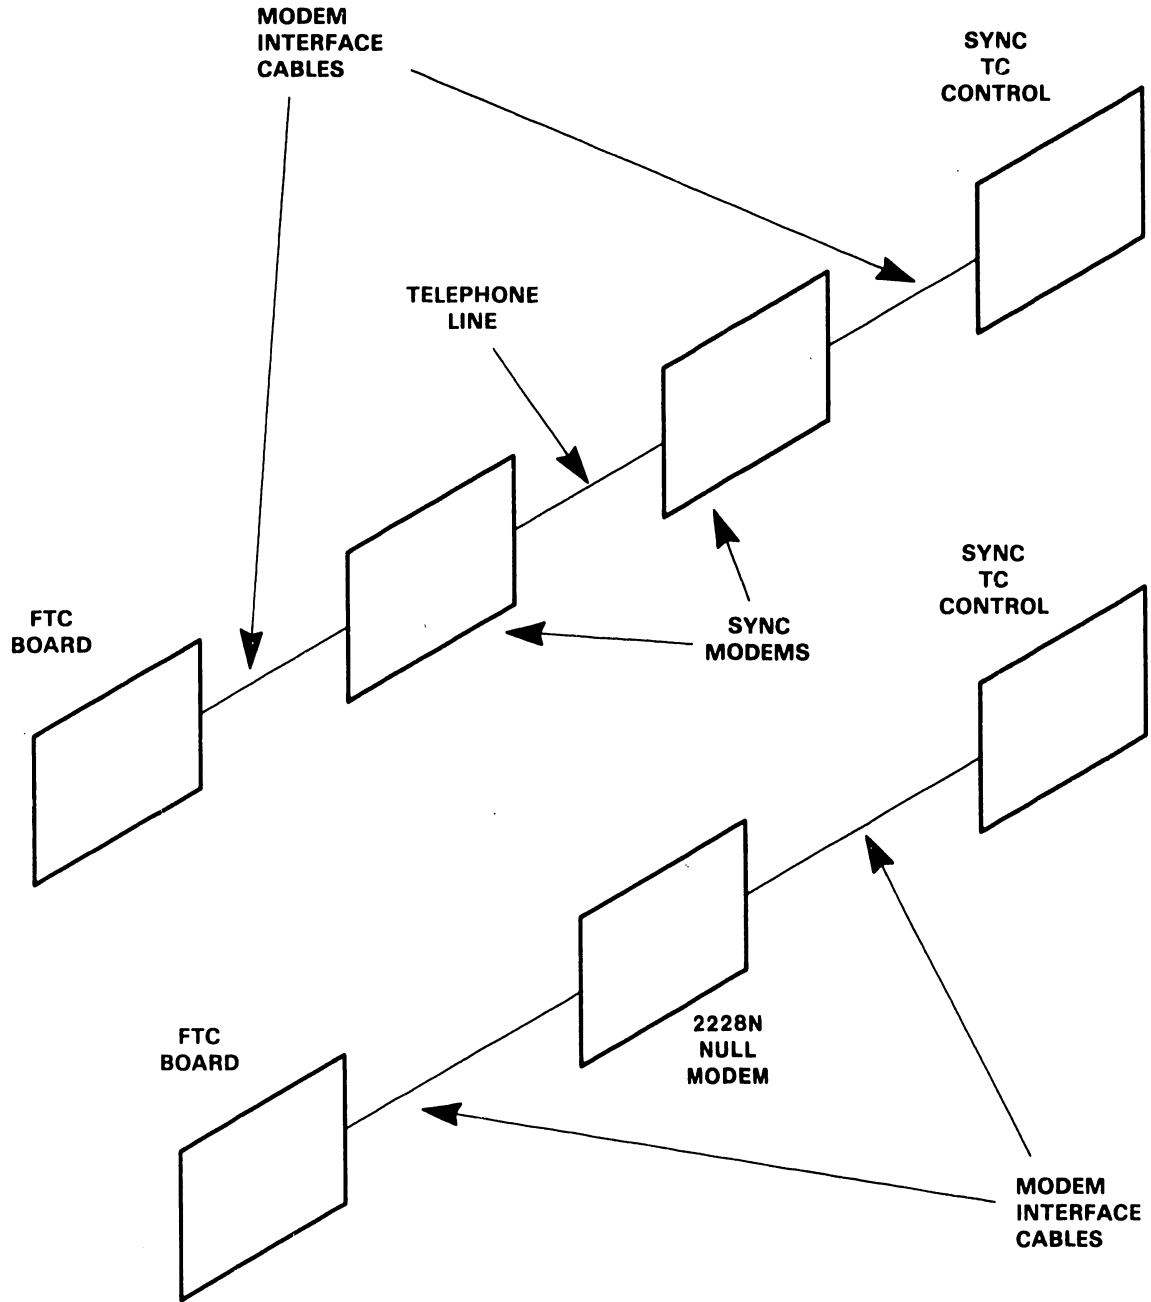 MODEM
INTERFACE
CABLES
SYNC
TC
CONTROL
TELEPHONE
LINE
SYNC
TC
CONTROL
FTC
BOARD
SYNC
MODEMS
2228N
NULL
MODEM
FTC
BOARD
MODEM
INTERFACE
CABLES